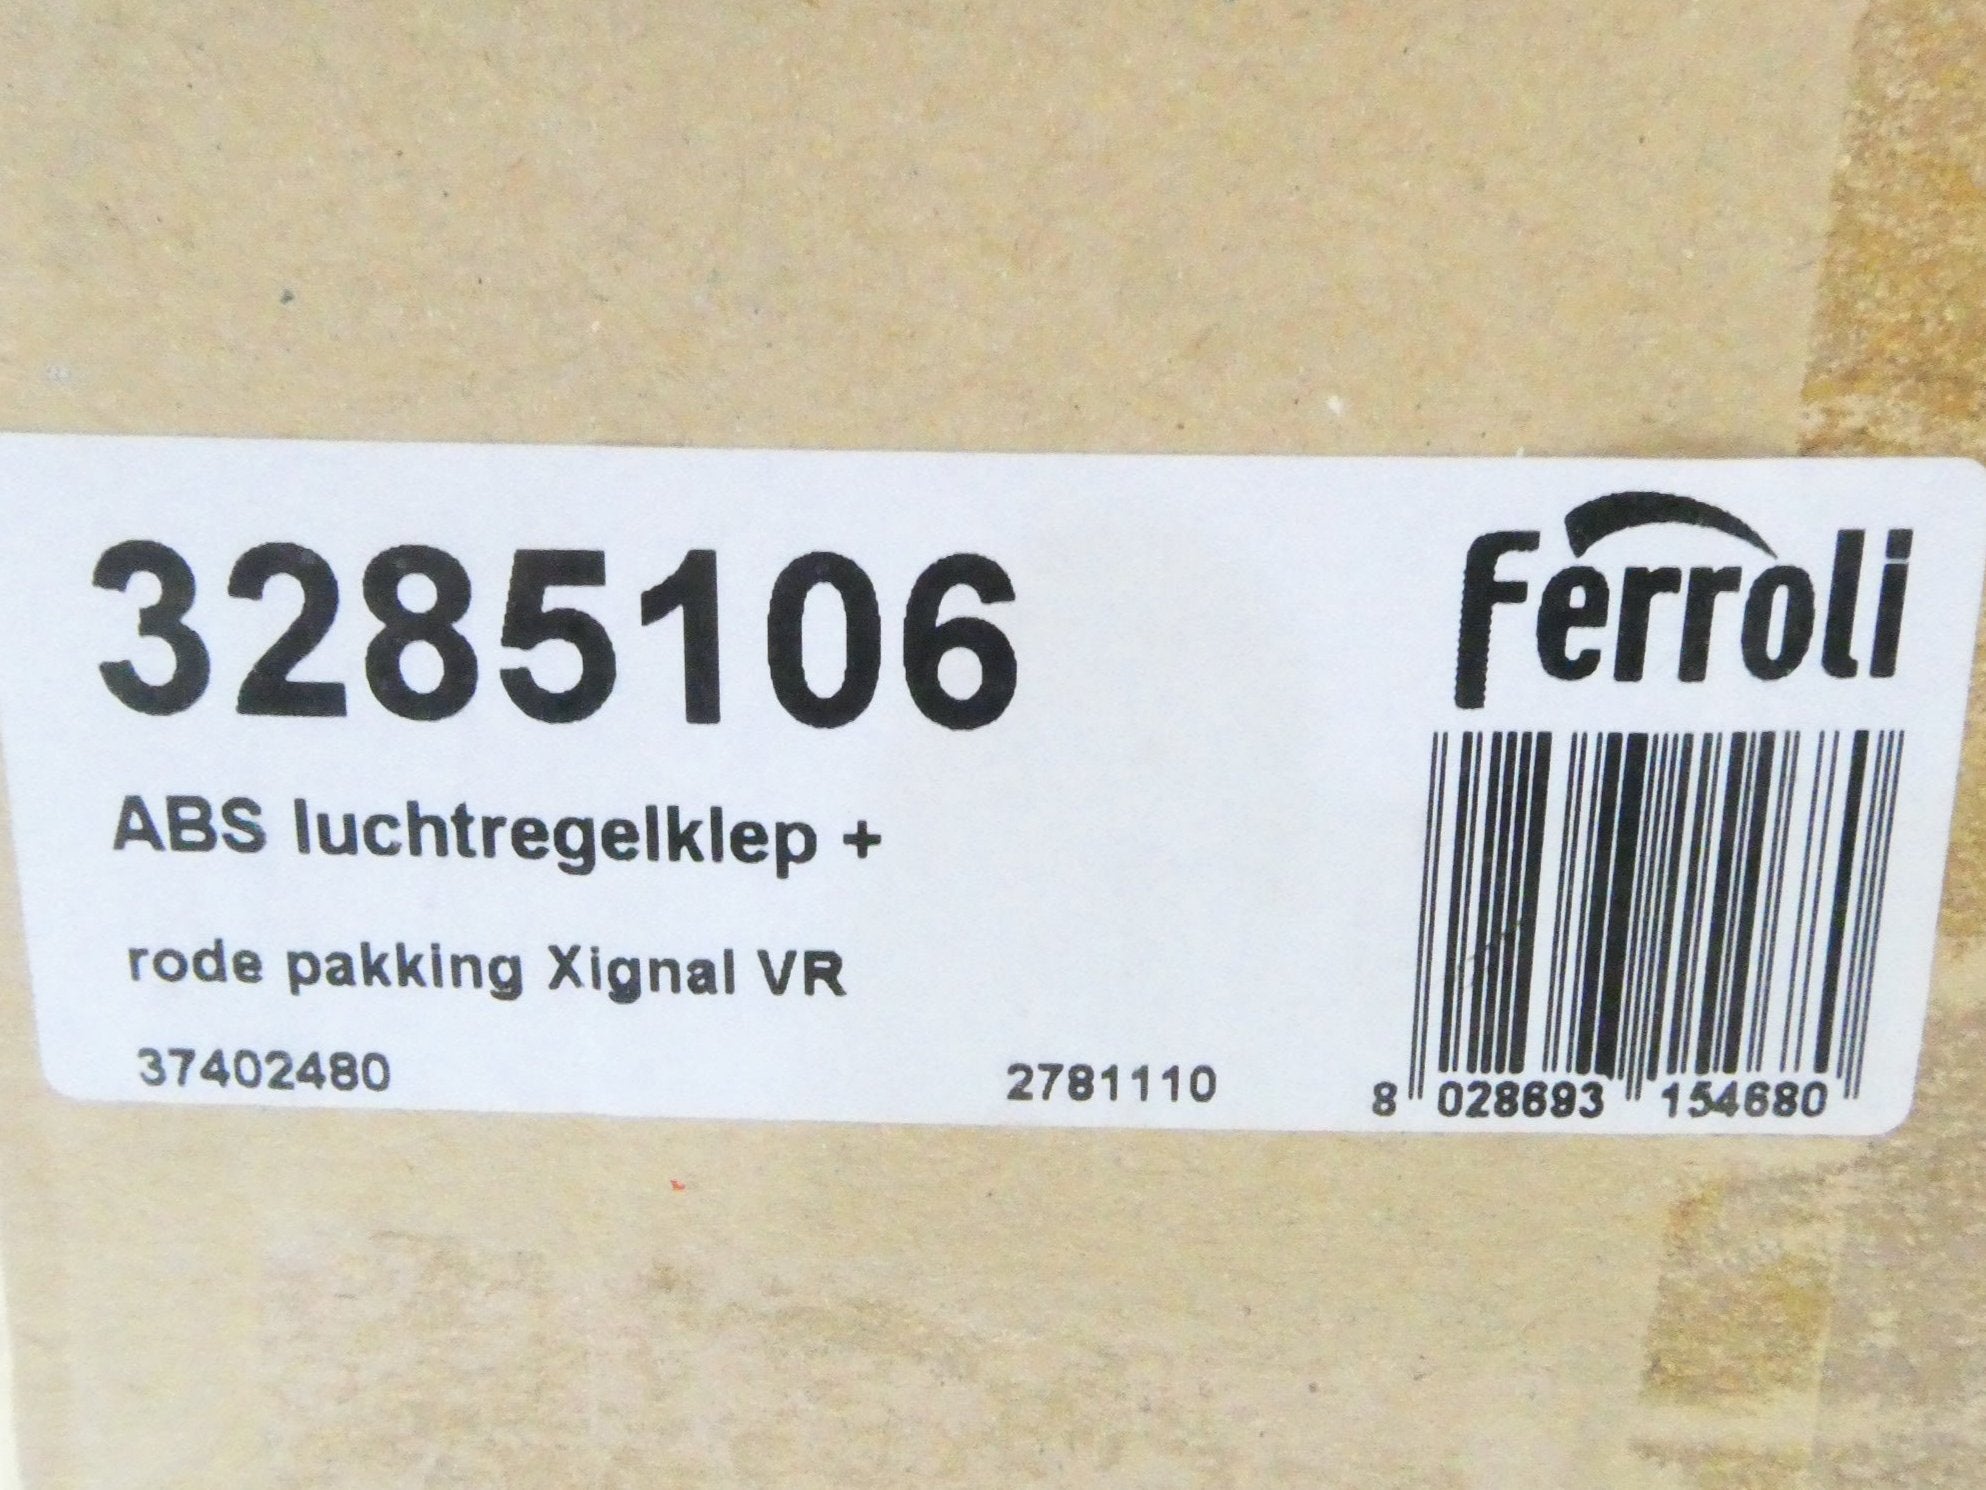 3285106
Ferroli
ABS luchtregelklep +
rode pakking Xignal VR
37402480
2781110
8 028693 154680